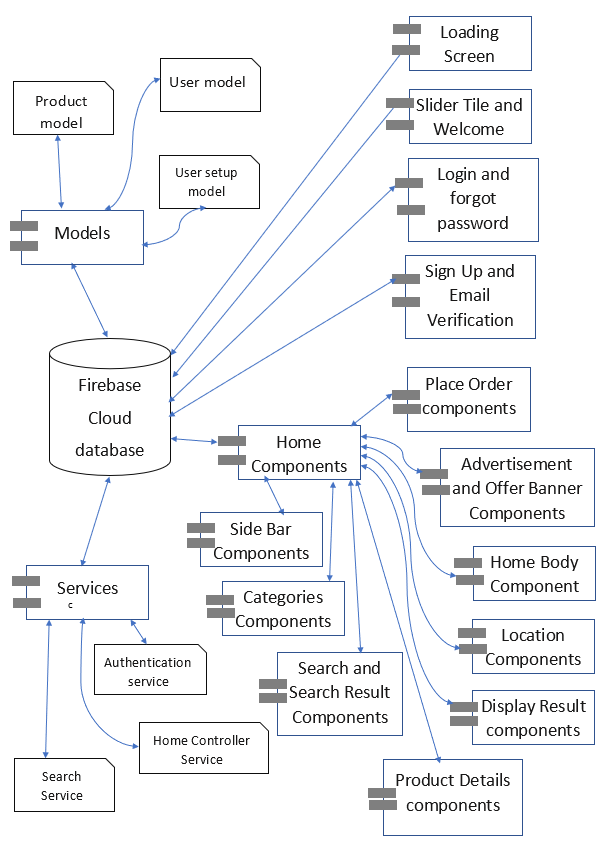 Loading
Screen
User model
Product
model
Slider Tile and
Welcome
User setup
model
Login and
forgot
password
Models
Sign Up and
Email
Verification
Firebase
Cloud
database
Place Order
components
Home
Components
Advertisement
and Offer Banner
Components
Side Bar
Components
Home Body
Component
Services
c
Categories
Components
Location
Components
Authentication
service
Search and
Search Result
Components
Display Result
components
Home Controller
Service
Search
Service
Product Details
components